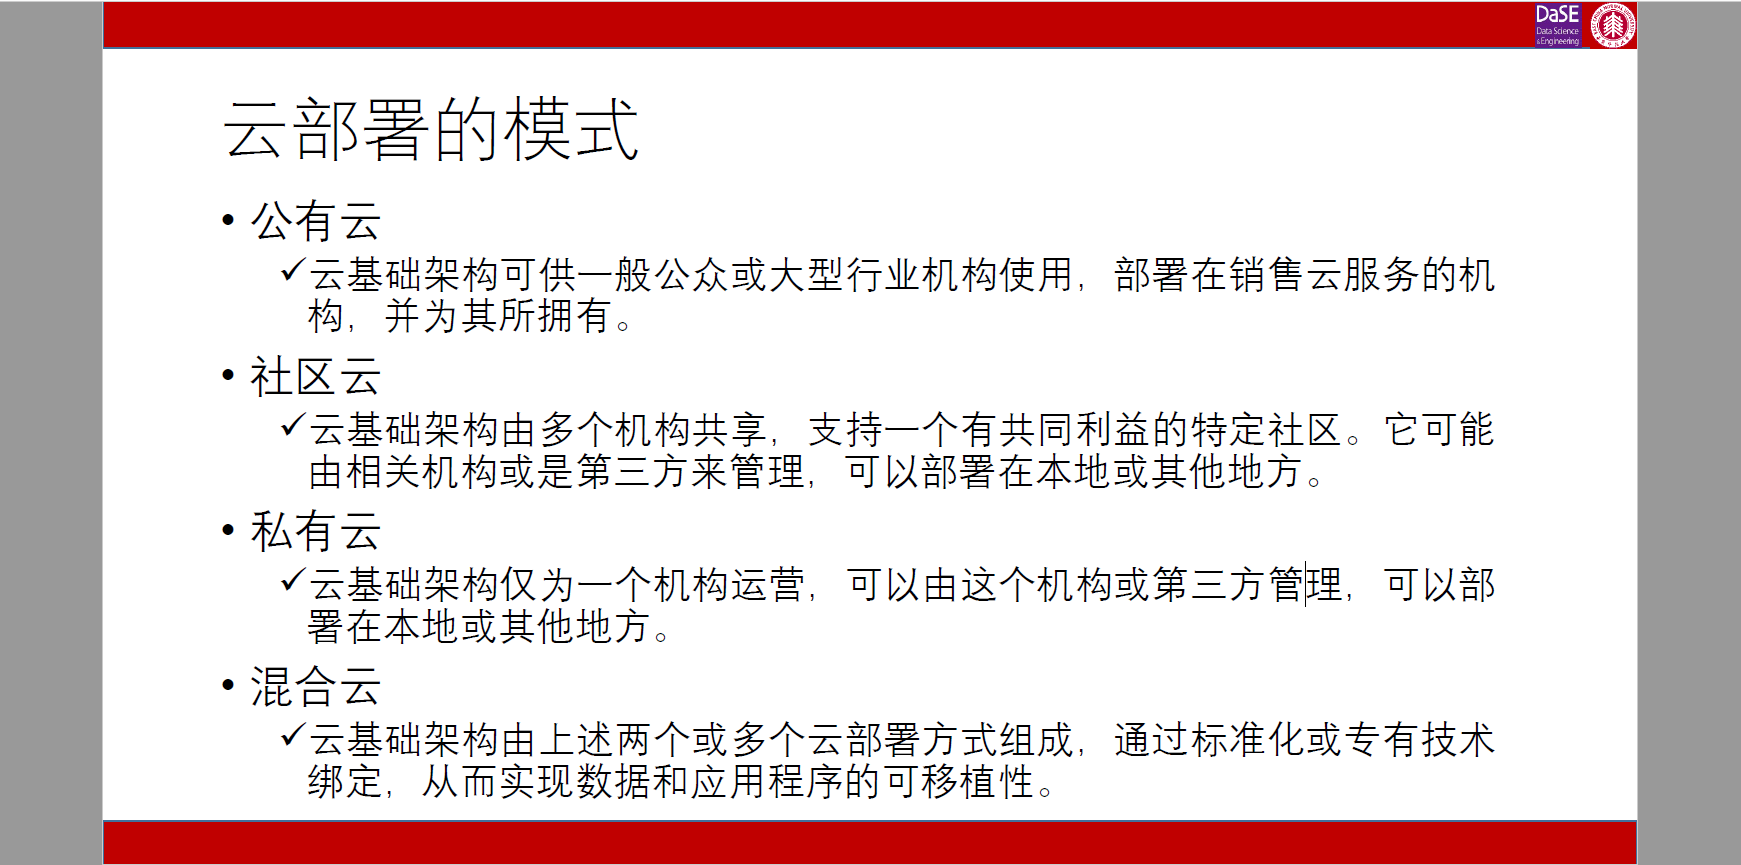 DaSE
Data Science
&Engineering
云部署的模式
• 公有云
✓云基础架构可供一般公众或大型行业机构使用，部署在销售云服务的机
构，并为其所拥有。
• 社区云
✓云基础架构由多个机构共享，支持一个有共同利益的特定社区。它可能
由相关机构或是第三方来管理，可以部署在本地或其他地方。
• 私有云
✓云基础架构仅为一个机构运营，可以由这个机构或第三方管理，可以部
署在本地或其他地方。
• 混合云
✓云基础架构由上述两个或多个云部署方式组成，通过标准化或专有技术
绑定，从而实现数据和应用程序的可移植性。